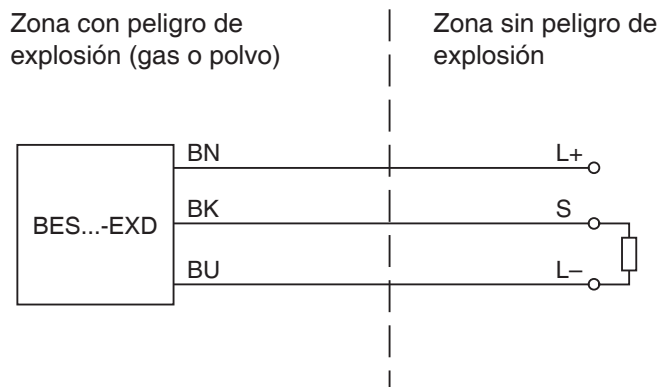 Zona con peligro de
explosión (gas o polvo)
Zona sin peligro de
explosión
BN
L+
BES...-EXD
BK
S
BU
L–